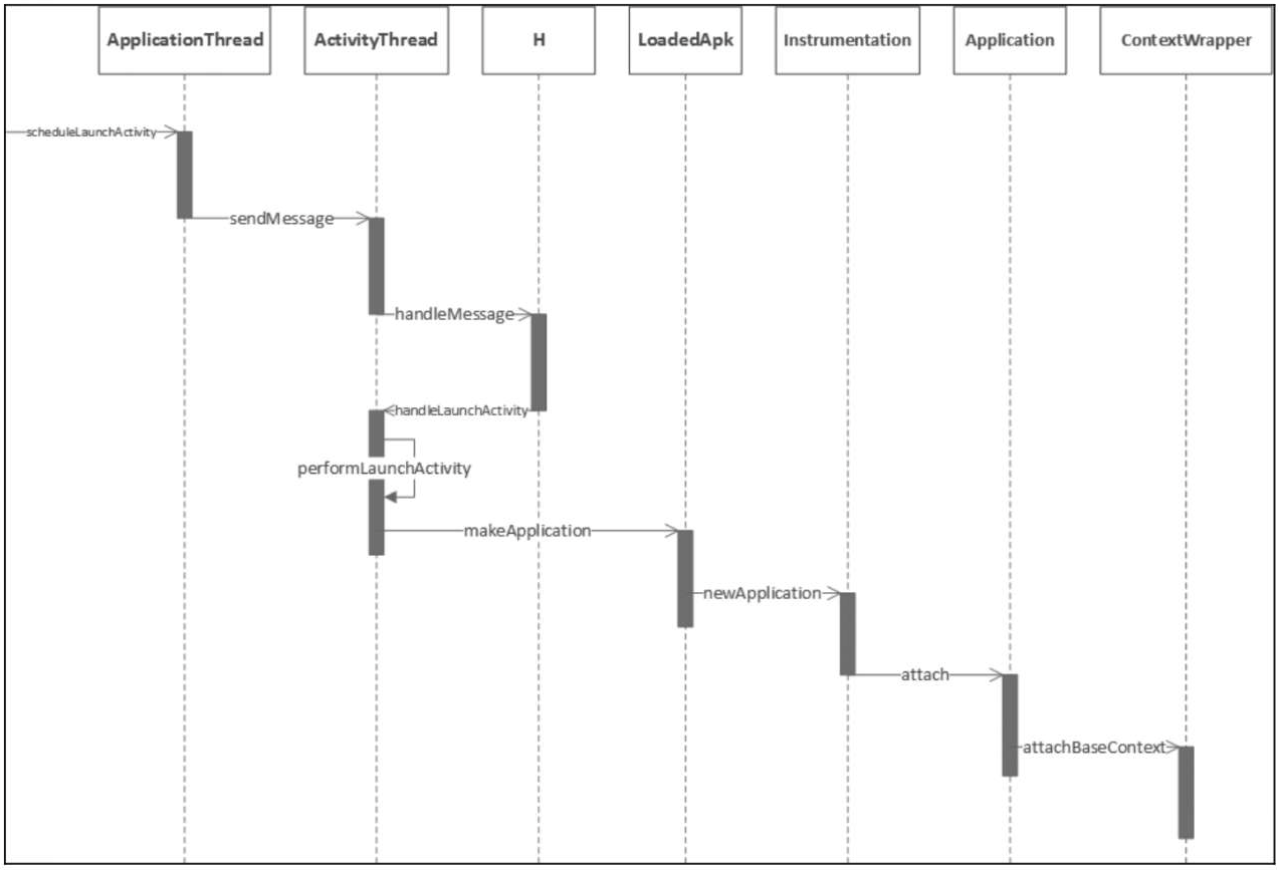 ApplicationThread
ActivityThread
H
LoadedApk
Instrumentation
Application
ContextWrapper
scheduleLaunchActivity
sendMessage
handleMessage
handleLaunchActivity
performLaunchActivity
makeApplication
newApplication
attach
attachBaseContext